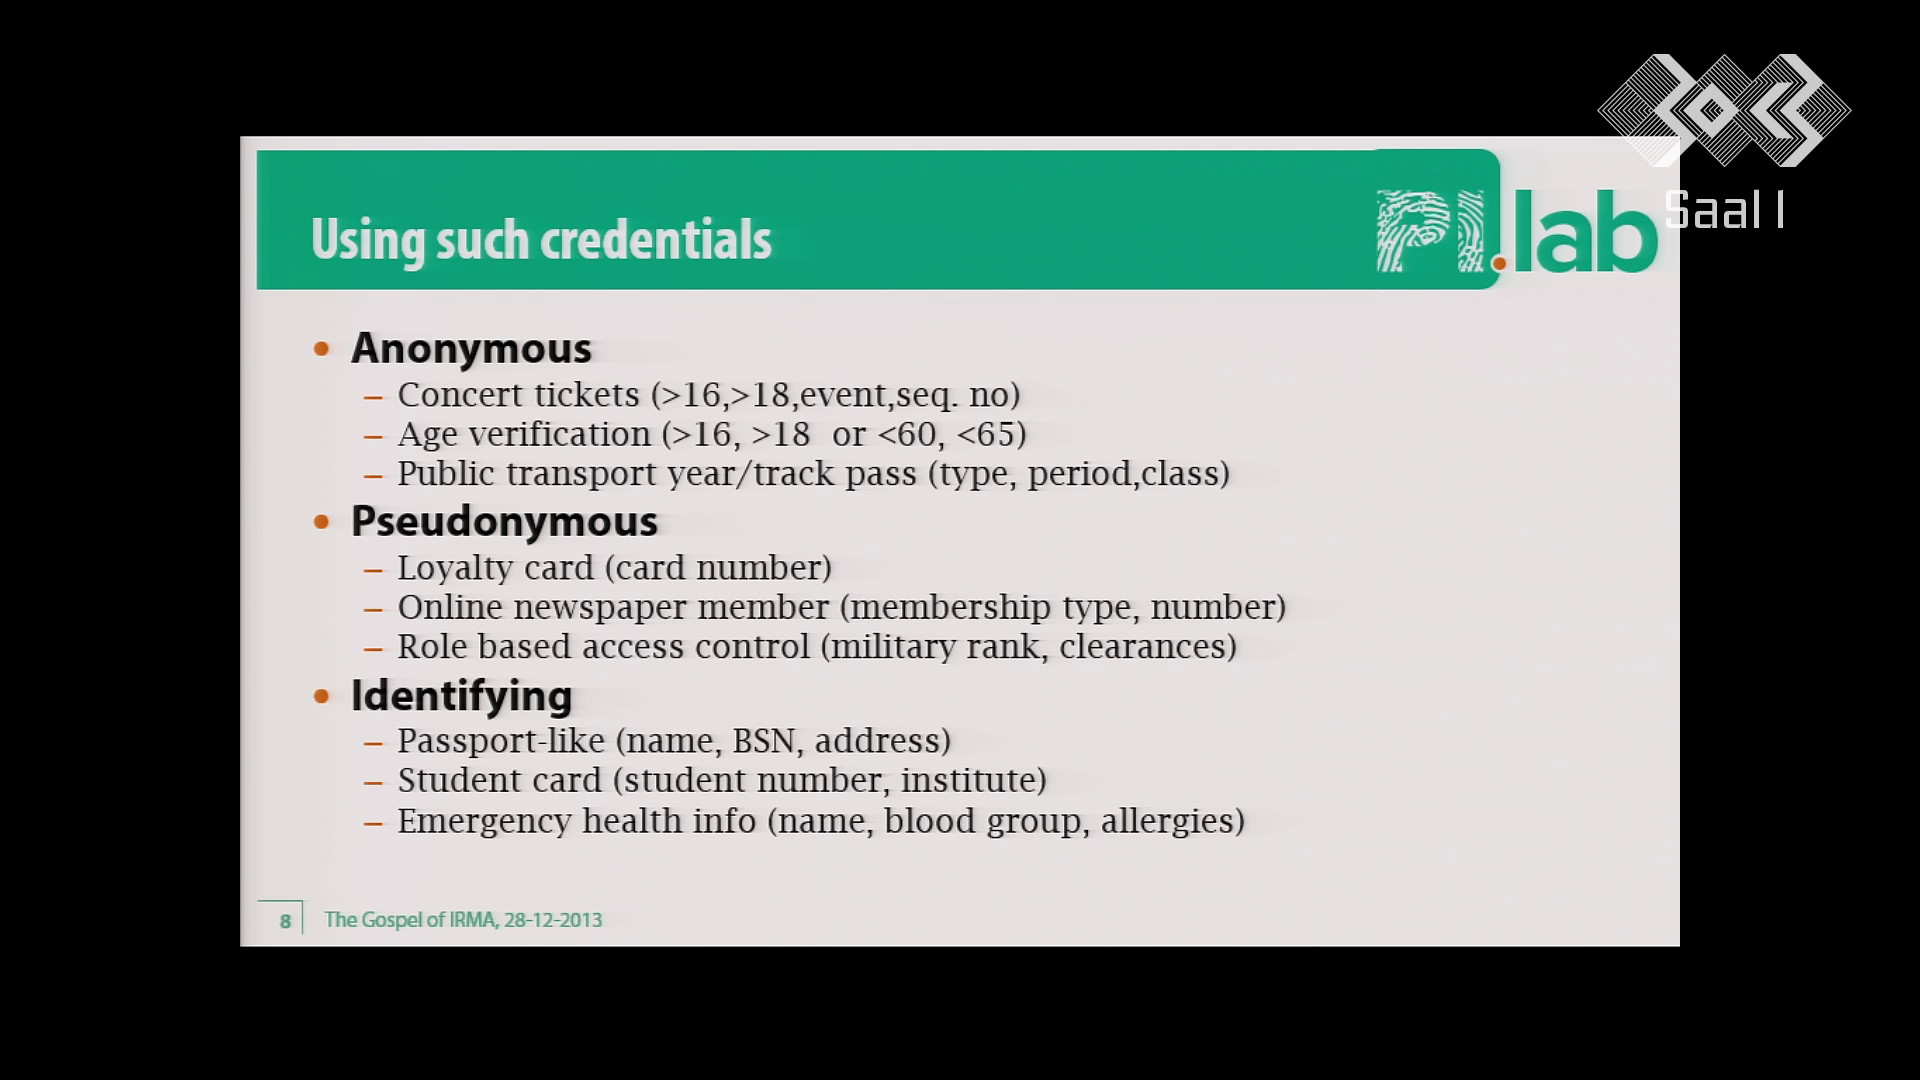 Using such credentials
PI.lab
Saal 1
• Anonymous
– Concert tickets (>16,>18,event,seq. no)
– Age verification (>16, >18 or <60, <65)
– Public transport year/track pass (type, period,class)
• Pseudonymous
– Loyalty card (card number)
– Online newspaper member (membership type, number)
– Role based access control (military rank, clearances)
• Identifying
– Passport-like (name, BSN, address)
– Student card (student number, institute)
– Emergency health info (name, blood group, allergies)
8 The Gospel of IRMA, 28-12-2013